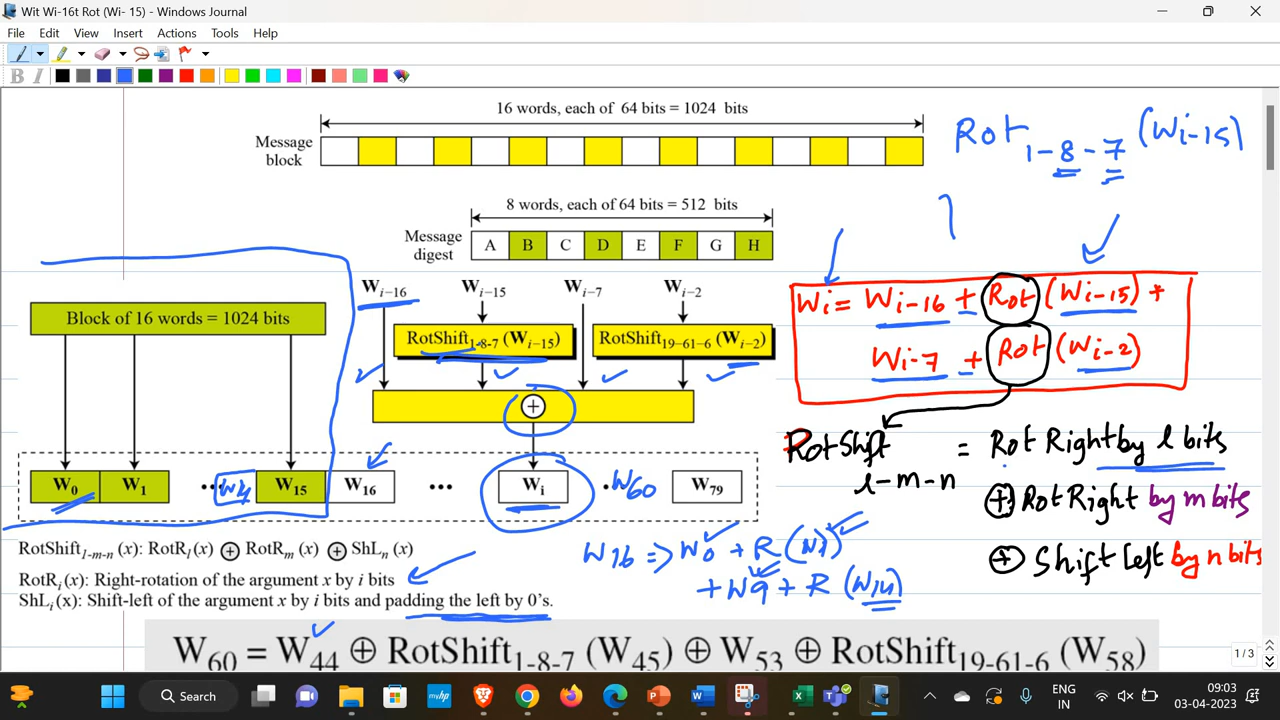 Wit Wi-16t Rot (Wi- 15) - Windows Journal
File Edit View Insert Actions Tools Help
B I
16 words, each of 64 bits = 1024 bits
Message block
Rot 1-8-7 (Wi-15)
8 words, each of 64 bits = 512 bits
Message digest
A B C D E F G H
Wi-16 Wi-15 Wi-7 Wi-2
Block of 16 words = 1024 bits
RotShift1-8-7 (Wi-15) RotShift19-61-6 (Wi-2)
Wi = Wi-16 + Rot (Wi-15) +
Wi-7 + Rot (Wi-2)
RotShift l-m-n = Rot Right by l bits
⊕ RotRight by m bits
⊕ Shift left by n bits
W0 W1 ... W15 W16 ... Wi . W60 W79
RotShiftl-m-n (x): RotRl(x) ⊕ RotRm (x) ⊕ ShLn (x)
RotRi(x): Right-rotation of the argument x by i bits
ShLi(x): Shift-left of the argument x by i bits and padding the left by 0's.
W16 => W0 + R (W1)
+ W9 + R (W14)
W60 = W44 ⊕ RotShift1-8-7 (W45) ⊕ W53 ⊕ RotShift19-61-6 (W58)
1 / 3
Search
ENG
IN
09:03
03-04-2023